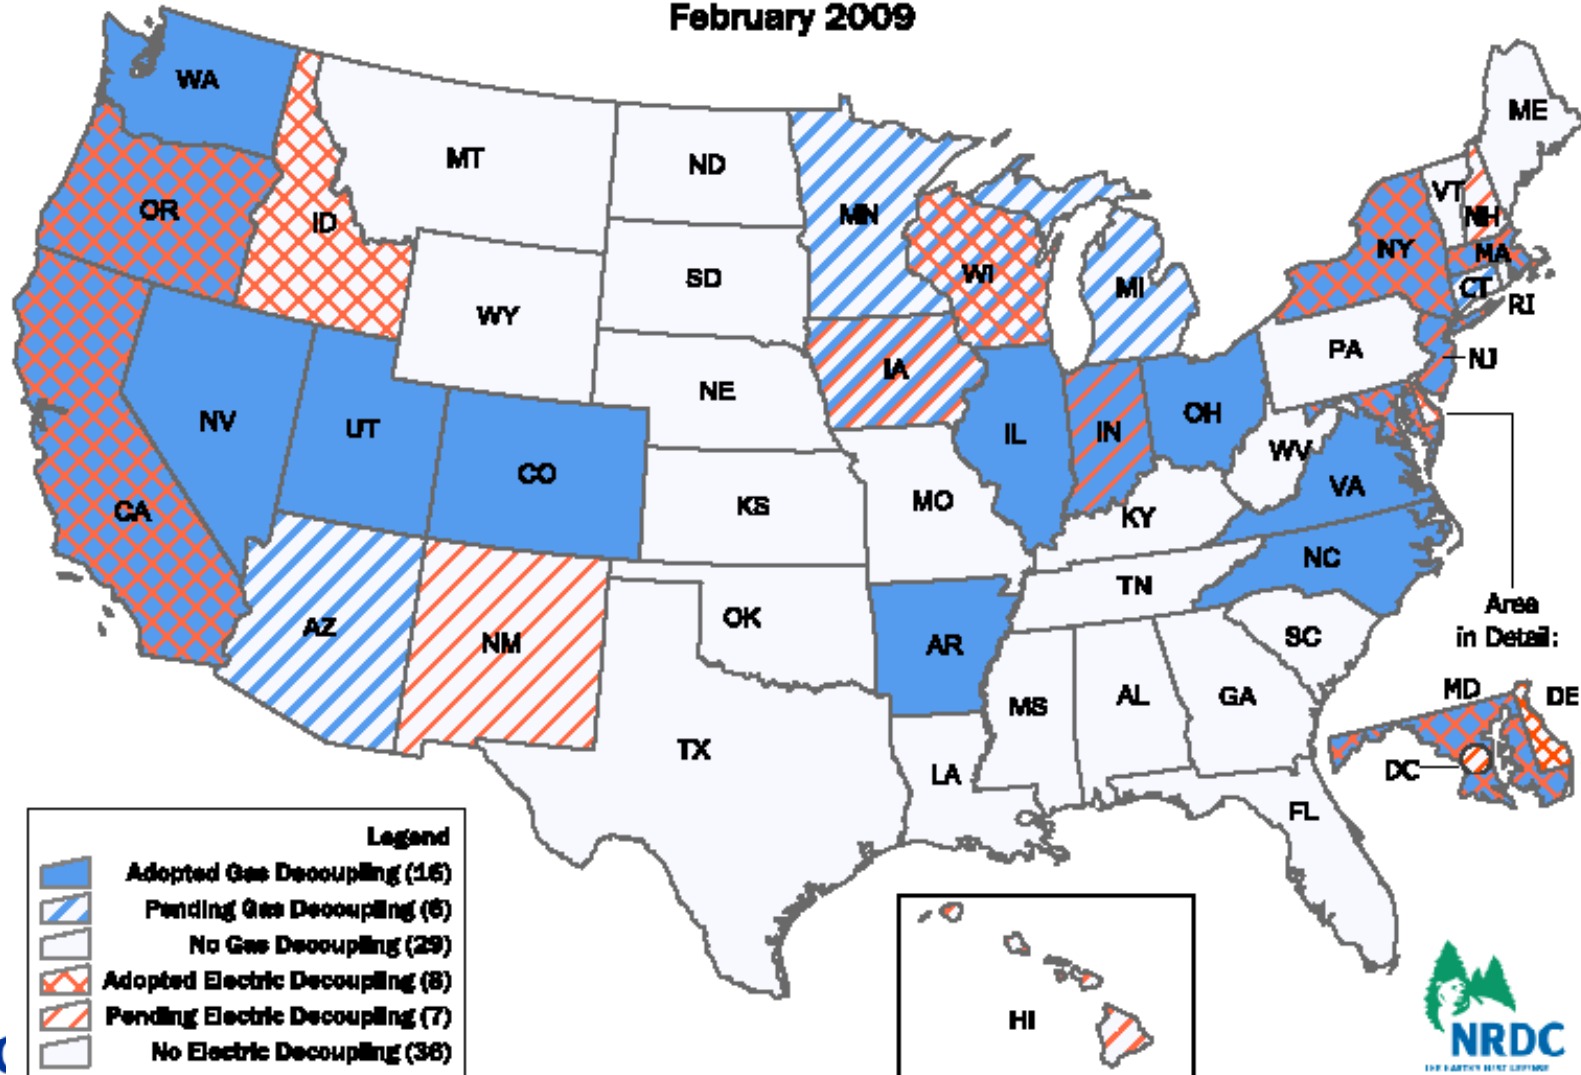 February 2009
WA
MT
ND
MN
ME
VT
NH
OR
ID
SD
WI
MI
NY
MA
CT
RI
WY
IA
PA
NJ
NE
NV
UT
CO
IL
IN
OH
WV
VA
KS
MO
KY
CA
NC
TN
OK
AZ
NM
AR
SC
Area
in Detail:
MS
AL
GA
MD
DE
TX
LA
DC
FL
Legend
Adopted Gas Decoupling (16)
Pending Gas Decoupling (6)
No Gas Decoupling (29)
Adopted Electric Decoupling (8)
Pending Electric Decoupling (7)
No Electric Decoupling (36)
HI
NRDC
THE EARTH'S BEST DEFENSE